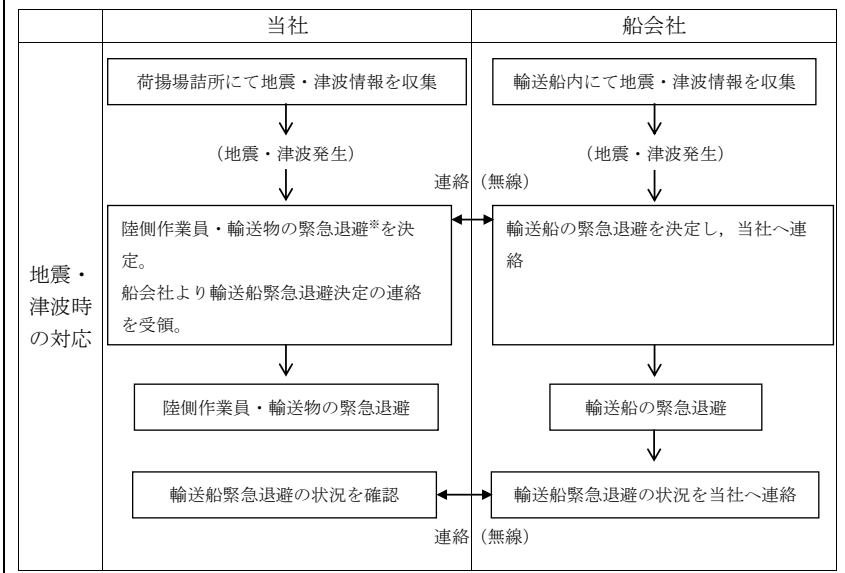 当社
船会社
地震・
津波時
の対応
荷揚場詰所にて地震・津波情報を収集
輸送船内にて地震・津波情報を収集
（地震・津波発生）
（地震・津波発生）
連絡（無線）
陸側作業員・輸送物の緊急退避※を決
定。
船会社より輸送船緊急退避決定の連絡
を受領。
輸送船の緊急退避を決定し，当社へ連
絡
陸側作業員・輸送物の緊急退避
輸送船の緊急退避
輸送船緊急退避の状況を確認
輸送船緊急退避の状況を当社へ連絡
連絡（無線）